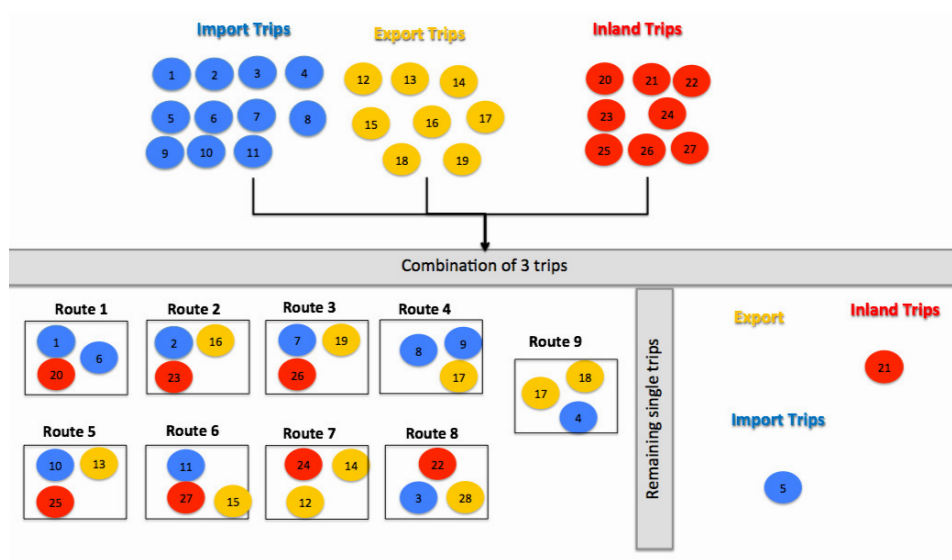 Import Trips
Export Trips
Inland Trips
1 2 3 4
12 13 14
20 21 22
5 6 7 8
15 16 17
23 24
9 10 11
18 19
25 26 27
Combination of 3 trips
Route 1
1
6
20
Route 2
2 16
23
Route 3
7 19
26
Route 4
8 9
17
Route 9
17 18
4
Route 5
10 13
25
Route 6
11
27 15
Route 7
24 14
12
Route 8
22
3 28
Remaining single trips
Export
Inland Trips
21
Import Trips
5